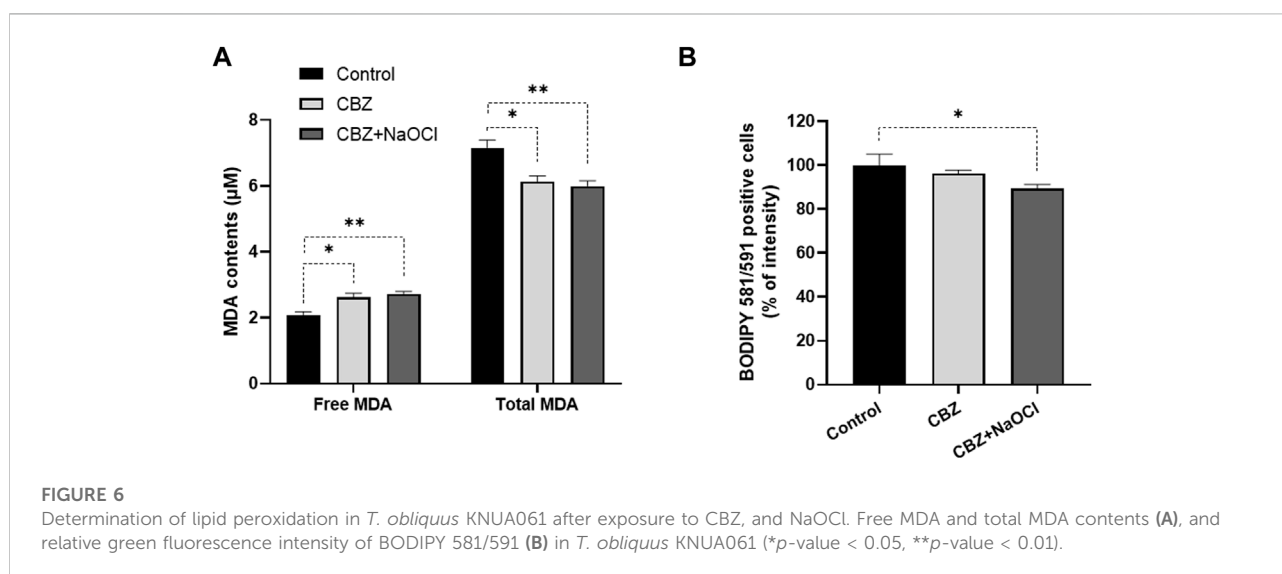 A
Control
CBZ
CBZ+NaOCl
MDA contents (µM)
8
6
4
2
0
*
**
*
**
Free MDA
Total MDA
B
BODIPY 581/591 positive cells
(% of intensity)
120
100
80
60
40
20
0
*
Control
CBZ
CBZ+NaOCl
FIGURE 6
Determination of lipid peroxidation in T. obliquus KNUA061 after exposure to CBZ, and NaOCl. Free MDA and total MDA contents (A), and
relative green fluorescence intensity of BODIPY 581/591 (B) in T. obliquus KNUA061 (*p-value < 0.05, **p-value < 0.01).